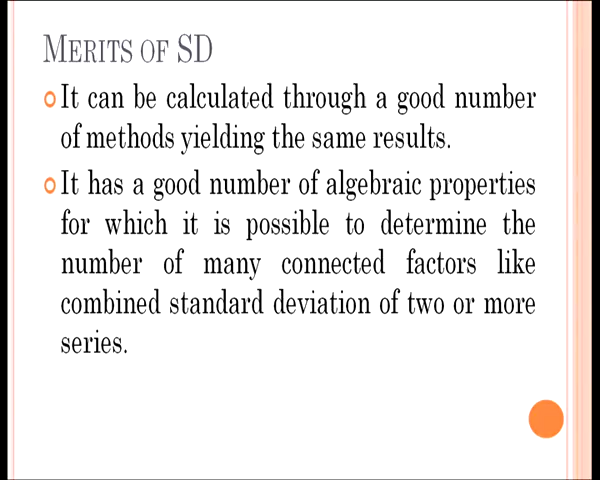 MERITS OF SD
It can be calculated through a good number
of methods yielding the same results.
It has a good number of algebraic properties
for which it is possible to determine the
number of many connected factors like
combined standard deviation of two or more
series.